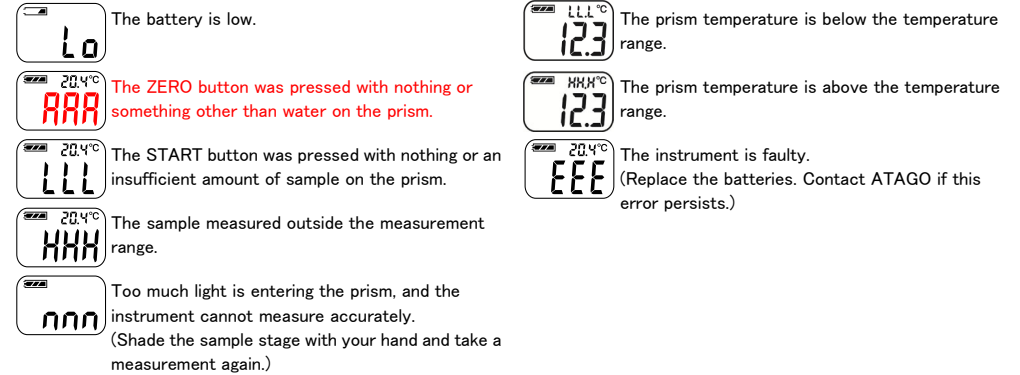 Lo
The battery is low.
20.4°C
AAA
The ZERO button was pressed with nothing or
something other than water on the prism.
20.4°C
LLL
The START button was pressed with nothing or an
insufficient amount of sample on the prism.
20.4°C
HHH
The sample measured outside the measurement
range.
nnn
Too much light is entering the prism, and the
instrument cannot measure accurately.
(Shade the sample stage with your hand and take a
measurement again.)
LL.L°C
12.3
The prism temperature is below the temperature
range.
HH.H°C
12.3
The prism temperature is above the temperature
range.
20.4°C
EEE
The instrument is faulty.
(Replace the batteries. Contact ATAGO if this
error persists.)